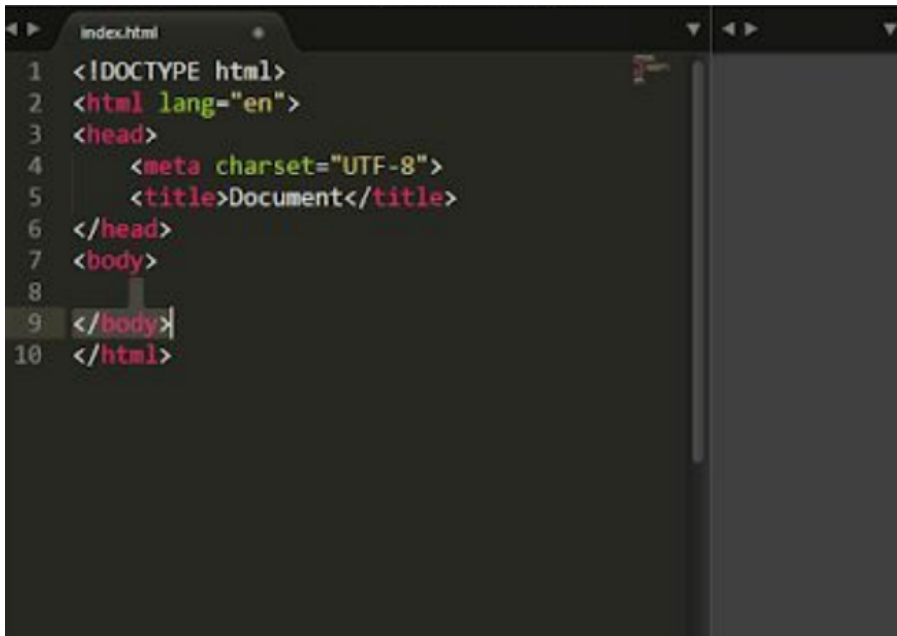 index.html
1 <!DOCTYPE html>
2 <html lang="en">
3 <head>
4     <meta charset="UTF-8">
5     <title>Document</title>
6 </head>
7 <body>
8
9 </body>
10 </html>